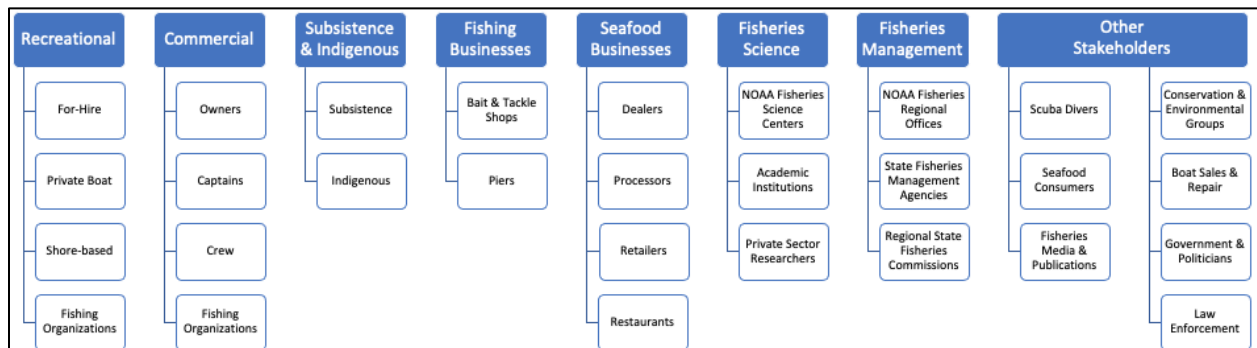 Recreational
For-Hire
Private Boat
Shore-based
Fishing
Organizations
Commercial
Owners
Captains
Crew
Fishing
Organizations
Subsistence
& Indigenous
Subsistence
Indigenous
Fishing
Businesses
Bait & Tackle
Shops
Piers
Seafood
Businesses
Dealers
Processors
Retailers
Restaurants
Fisheries
Science
NOAA Fisheries
Science
Centers
Academic
Institutions
Private Sector
Researchers
Fisheries
Management
NOAA Fisheries
Regional
Offices
State Fisheries
Management
Agencies
Regional State
Fisheries
Commissions
Other
Stakeholders
Scuba Divers
Seafood
Consumers
Fisheries
Media &
Publications
Conservation &
Environmental
Groups
Boat Sales &
Repair
Government &
Politicians
Law
Enforcement